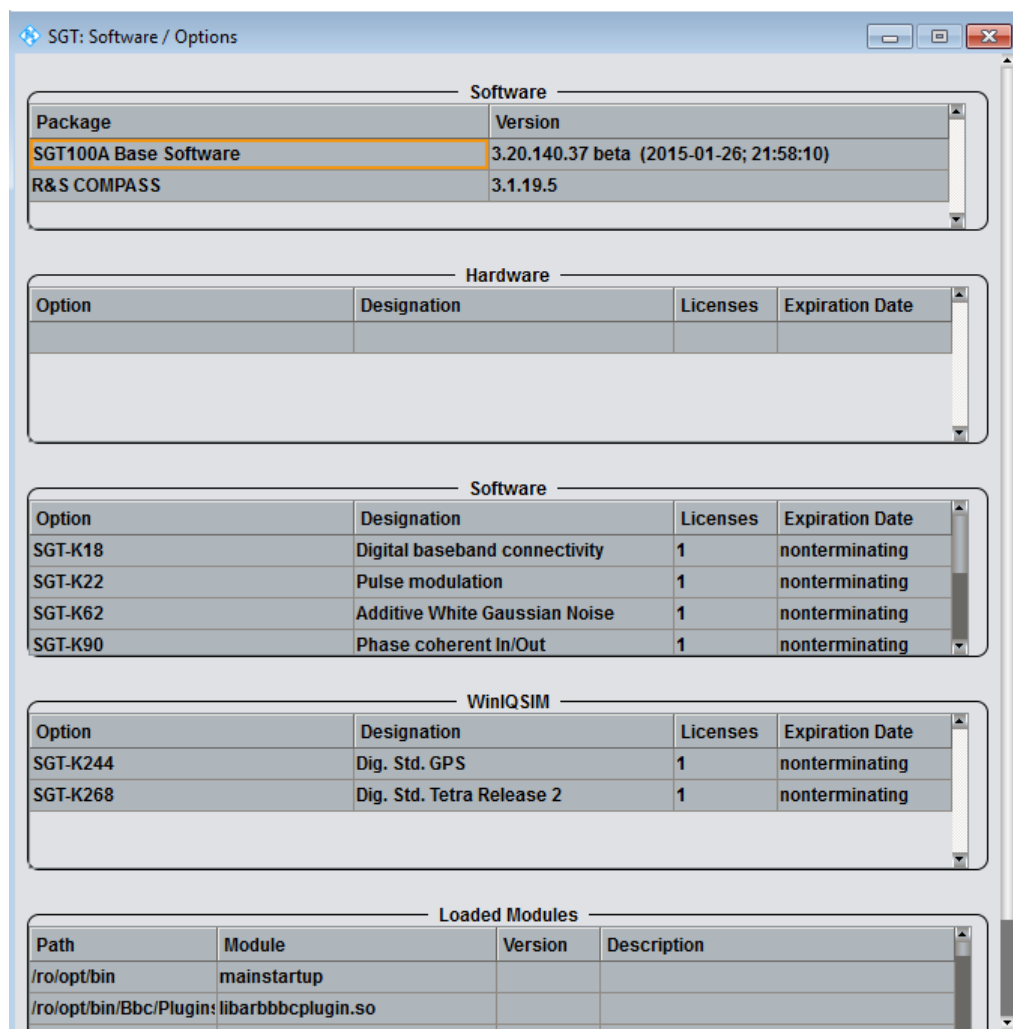 SGT: Software / Options
Software
Package Version
SGT100A Base Software 3.20.140.37 beta (2015-01-26; 21:58:10)
R&S COMPASS 3.1.19.5
Hardware
Option Designation Licenses Expiration Date
Software
Option Designation Licenses Expiration Date
SGT-K18 Digital baseband connectivity 1 nonterminating
SGT-K22 Pulse modulation 1 nonterminating
SGT-K62 Additive White Gaussian Noise 1 nonterminating
SGT-K90 Phase coherent In/Out 1 nonterminating
WinIQSIM
Option Designation Licenses Expiration Date
SGT-K244 Dig. Std. GPS 1 nonterminating
SGT-K268 Dig. Std. Tetra Release 2 1 nonterminating
Loaded Modules
Path Module Version Description
/ro/opt/bin mainstartup
/ro/opt/bin/Bbc/Plugins libarbbbcplugin.so